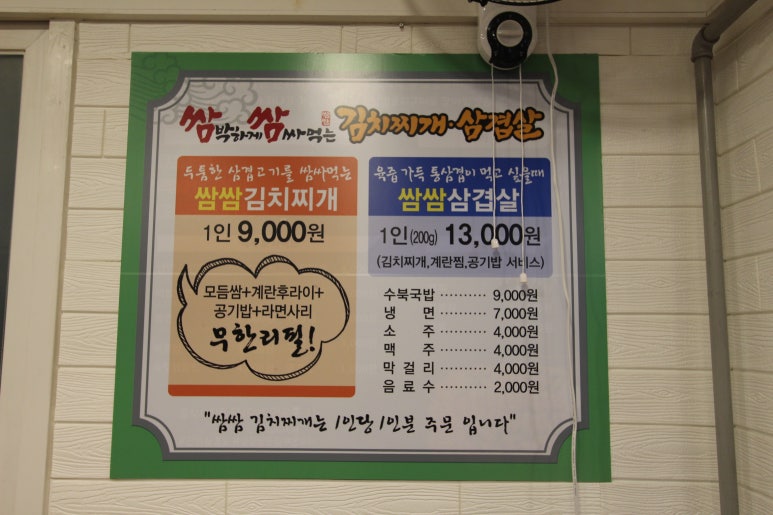 쌈박하게 쌈싸먹는 김치찌개·삼겹살
두툼한 삼겹고기를 쌈싸먹는
쌈쌈김치찌개
1인 9,000원
모듬쌈+계란후라이+
공기밥+라면사리
무한리필!
육즙 가득 통삼겹이 먹고 싶을때
쌈쌈삼겹살
1인(200g) 13,000원
(김치찌개,계란찜,공기밥 서비스)
수북국밥 ·········· 9,000원
냉 면 ·········· 7,000원
소 주 ·········· 4,000원
맥 주 ·········· 4,000원
막 걸 리 ·········· 4,000원
음 료 수 ·········· 2,000원
"쌈쌈 김치찌개는 1인당 1인분 주문 입니다"